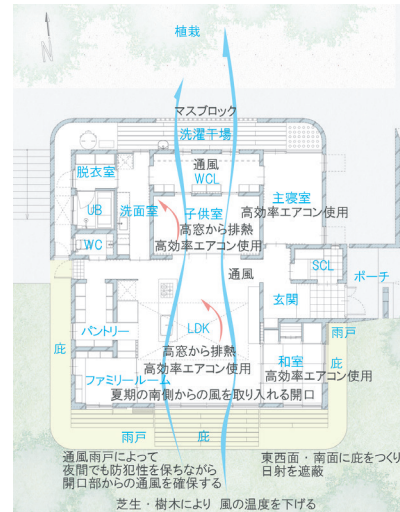 N
植栽
マスブロック
洗濯干場
通風
WCL
脱衣室
UB
洗面室
子供室
主寝室
高効率エアコン使用
高窓から排熱
高効率エアコン使用
WC
通風
SCL
ポーチ
玄関
パントリー
LDK
雨戸
庇
庇
高窓から排熱
高効率エアコン使用
和室
高効率エアコン使用
ファミリールーム
夏期の南側からの風を取り入れる開口
雨戸
庇
通風雨戸によって
夜間でも防犯性を保ちながら
開口部からの通風を確保する
東西面・南面に庇をつくり
日射を遮蔽
芝生・樹木により 風の温度を下げる